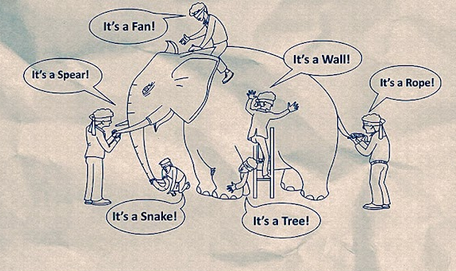 It's a Fan!
It's a Wall!
It's a Spear!
It's a Rope!
It's a Snake!
It's a Tree!